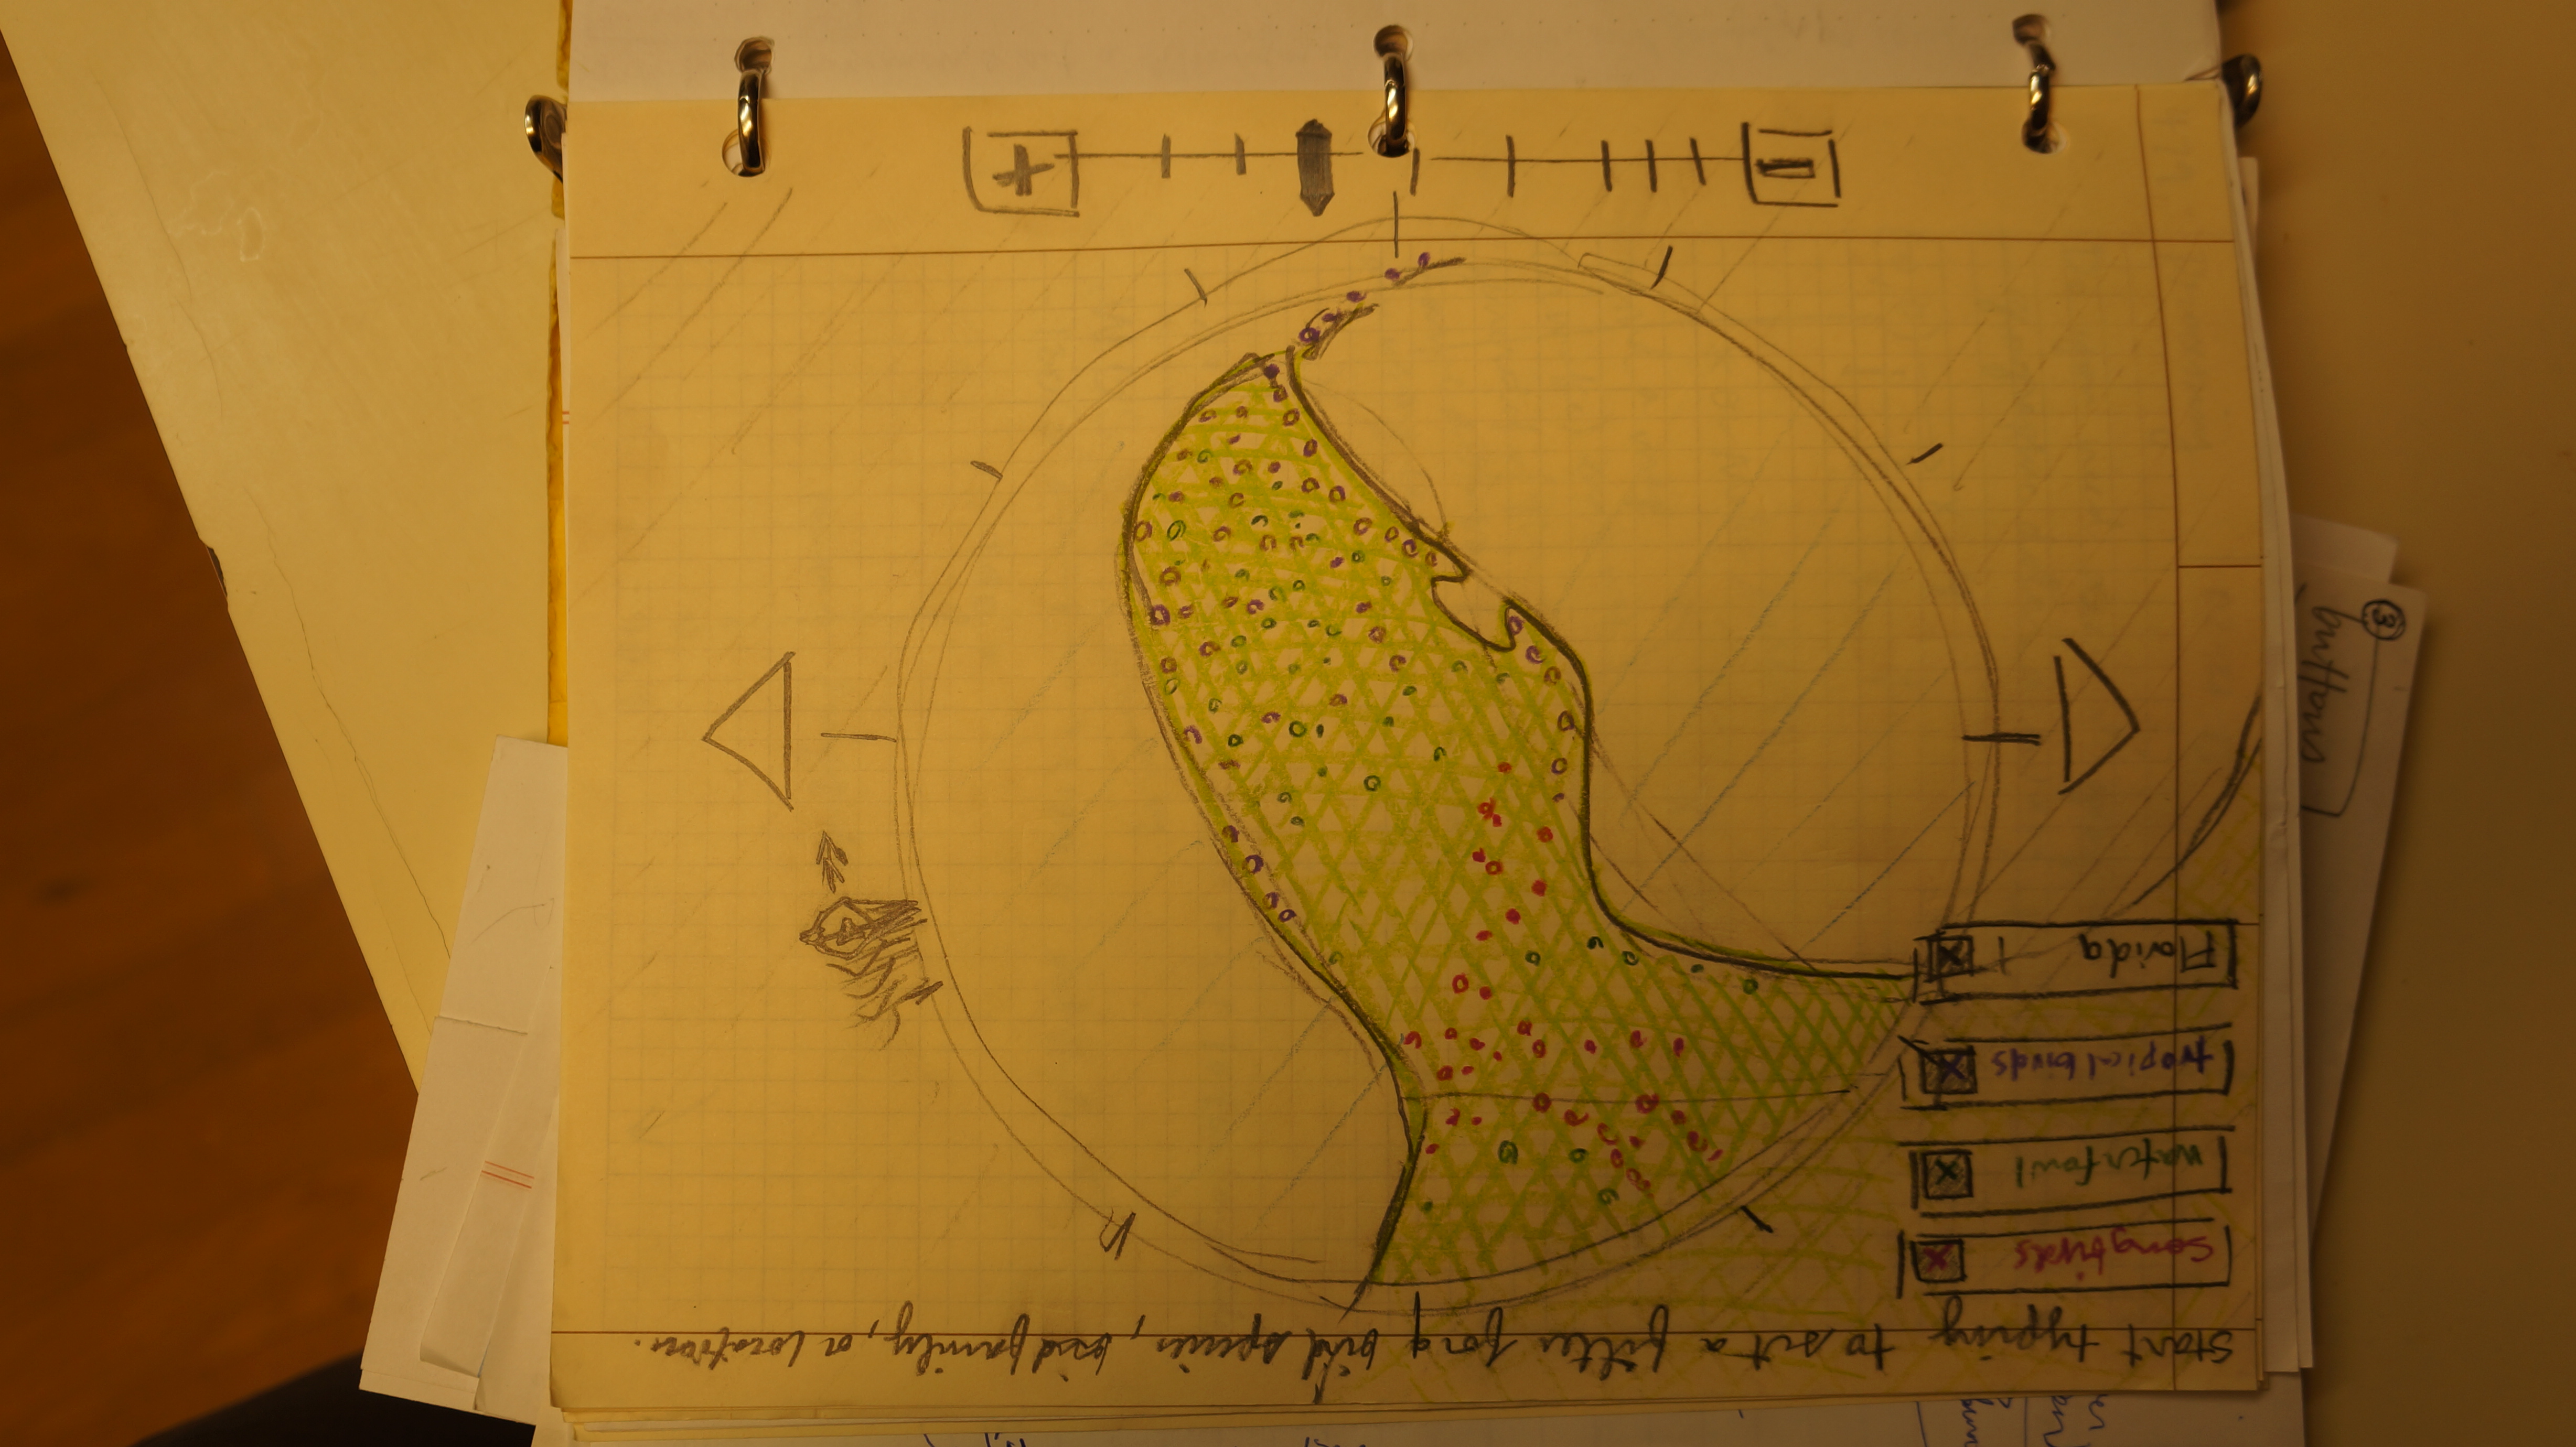 Start typing to set a filter for a bird species, bird family, or location.
songbirds
waterfowl
tropical birds
Florida
3
buttons